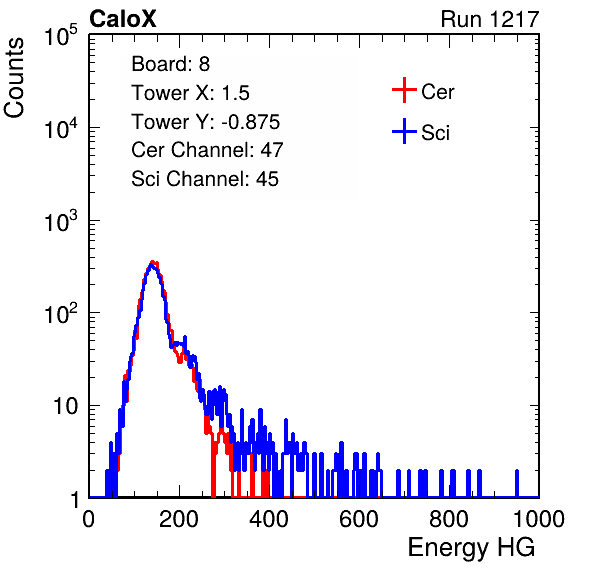 CaloX Run 1217
Counts
10^5
10^4
10^3
10^2
10
1
Board: 8
Tower X: 1.5
Tower Y: -0.875
Cer Channel: 47
Sci Channel: 45
Cer
Sci
0 200 400 600 800 1000
Energy HG